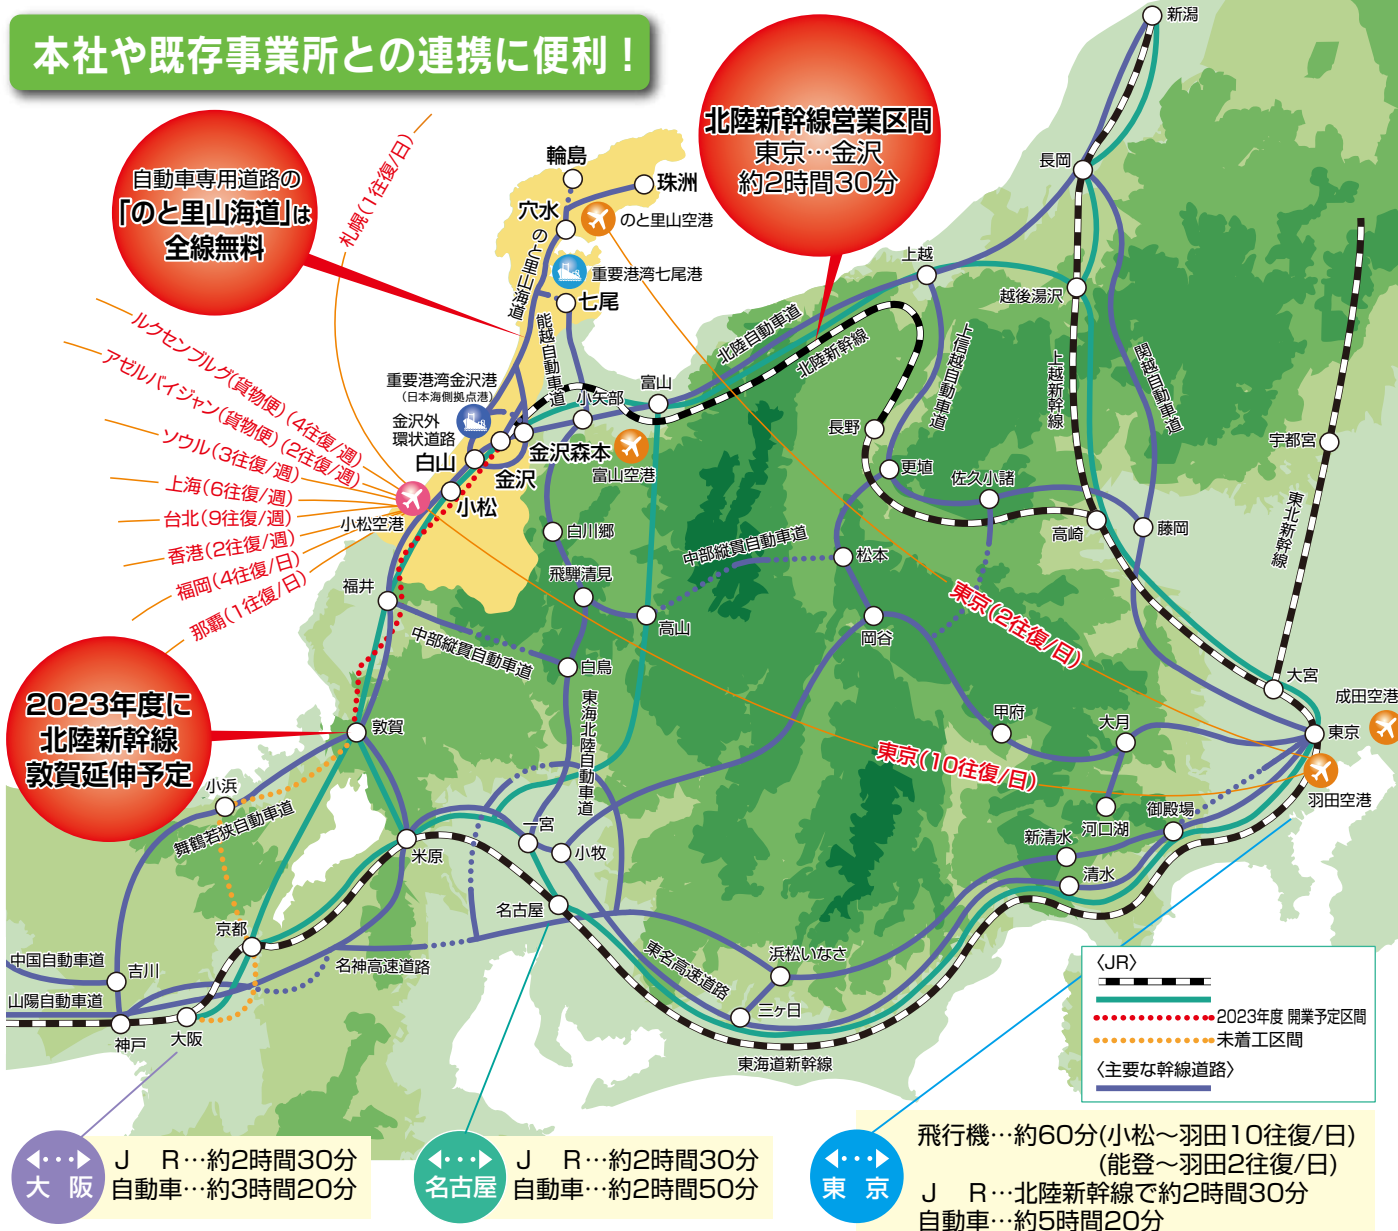 本社や既存事業所との連携に便利！
新潟
北陸新幹線営業区間
東京…金沢
約2時間30分
自動車専用道路の
「のと里山海道」は
全線無料
札幌(1往復/日)
輪島
珠洲
穴水
のと里山空港
のと里山海道
重要港湾七尾港
七尾
能越自動車道
長岡
上越
越後湯沢
北陸自動車道
北陸新幹線
上信越自動車道
上越新幹線
関越自動車道
ルクセンブルグ(貨物便)(4往復/週)
アゼルバイジャン(貨物便)(2往復/週)
ソウル(3往復/週)
上海(6往復/週)
台北(9往復/週)
香港(2往復/週)
福岡(4往復/日)
那覇(1往復/日)
重要港湾金沢港
(日本海側拠点港)
金沢外
環状道路
小矢部
富山
白山
金沢
金沢森本
富山空港
小松
小松空港
長野
更埴
佐久小諸
高崎
藤岡
宇都宮
東北新幹線
白川郷
飛騨清見
高山
中部縦貫自動車道
松本
岡谷
福井
中部縦貫自動車道
白鳥
東海北陸自動車道
東京(2往復/日)
東京(10往復/日)
大宮
成田空港
東京
羽田空港
甲府
大月
河口湖
御殿場
新清水
清水
2023年度に
北陸新幹線
敦賀延伸予定
敦賀
小浜
舞鶴若狭自動車道
米原
一宮
小牧
名古屋
京都
名神高速道路
中国自動車道
吉川
山陽自動車道
神戸
大阪
東名高速道路
浜松いなさ
三ヶ日
東海道新幹線
〈JR〉
2023年度 開業予定区間
未着工区間
〈主要な幹線道路〉
大阪
JR…約2時間30分
自動車…約3時間20分
名古屋
JR…約2時間30分
自動車…約2時間50分
東京
飛行機…約60分(小松～羽田10往復/日)
(能登～羽田2往復/日)
JR…北陸新幹線で約2時間30分
自動車…約5時間20分